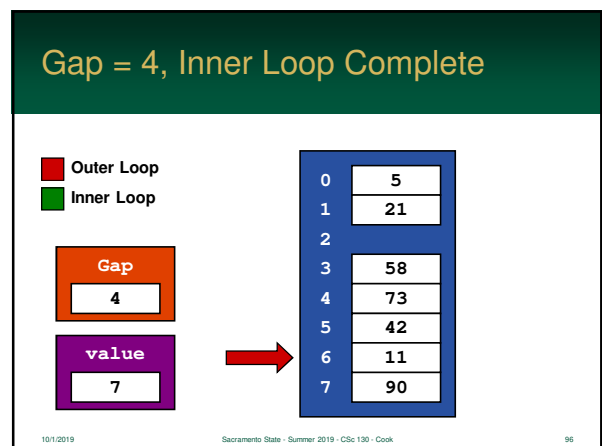 Gap = 4, Inner Loop Complete
Outer Loop
Inner Loop
Gap
4
value
7
0 5
1 21
2
3 58
4 73
5 42
6 11
7 90
10/1/2019 Sacramento State - Summer 2019 - CSc 130 - Cook 96